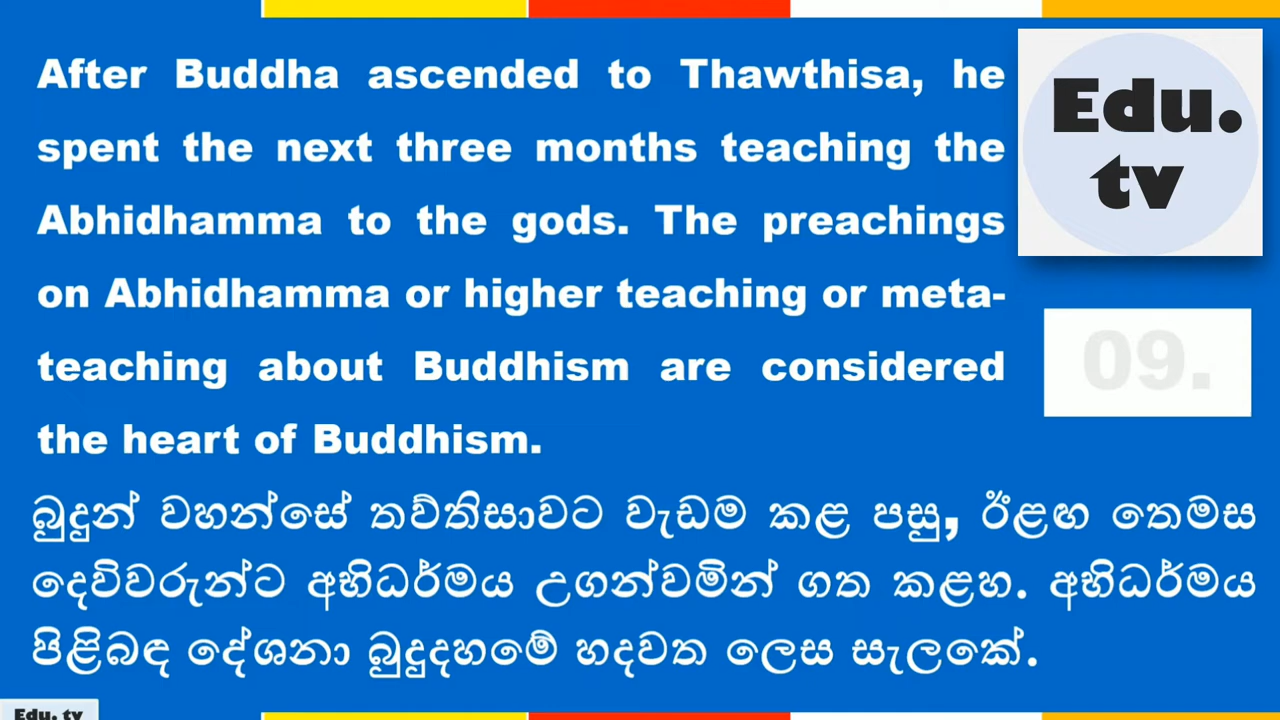 After Buddha ascended to Thawthisa, he
spent the next three months teaching the
Abhidhamma to the gods. The preachings
on Abhidhamma or higher teaching or meta-
teaching about Buddhism are considered
the heart of Buddhism.
Edu.
tv
09.
බුදුන් වහන්සේ තව්තිසාවට වැඩම කළ පසු, ඊළඟ තෙමස
දෙවිවරුන්ට අභිධර්මය උගන්වමින් ගත කළහ. අභිධර්මය
පිළිබඳ දේශනා බුදුදහමේ හදවත ලෙස සැලකේ.
Edu. tv